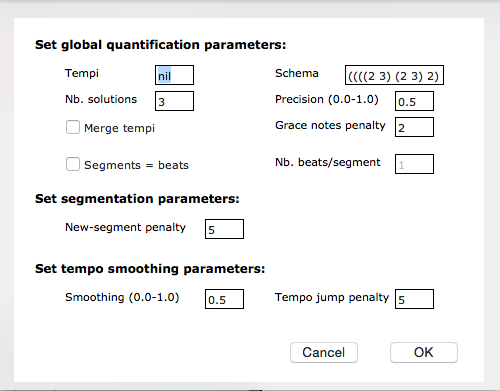 Set global quantification parameters:
Tempi nil Schema ((((2 3) (2 3) 2)
Nb. solutions 3 Precision (0.0-1.0) 0.5
Merge tempi Grace notes penalty 2
Segments = beats Nb. beats/segment 1
Set segmentation parameters:
New-segment penalty 5
Set tempo smoothing parameters:
Smoothing (0.0-1.0) 0.5 Tempo jump penalty 5
Cancel OK